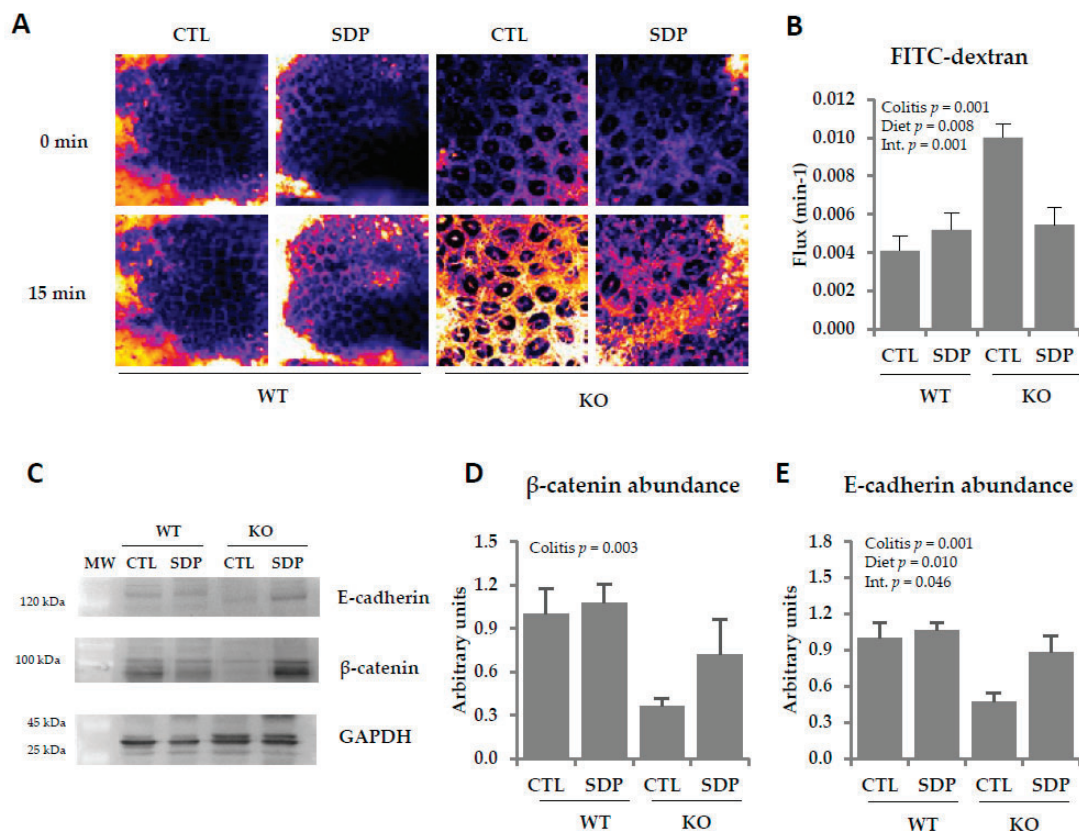 A
CTL SDP CTL SDP
0 min
15 min
WT KO
B
FITC-dextran
Colitis p = 0.001
Diet p = 0.008
Int. p = 0.001
Flux (min-1)
0.012
0.010
0.008
0.006
0.004
0.002
0.000
CTL SDP CTL SDP
WT KO
C
WT KO
MW CTL SDP CTL SDP
120 kDa E-cadherin
100 kDa β-catenin
45 kDa
GAPDH
25 kDa
D β-catenin abundance
Colitis p = 0.003
Arbitrary units
1.5
1.2
0.9
0.6
0.3
0.0
CTL SDP CTL SDP
WT KO
E E-cadherin abundance
Colitis p = 0.001
Diet p = 0.010
Int. p = 0.046
Arbitrary units
1.8
1.5
1.2
0.9
0.6
0.3
0.0
CTL SDP CTL SDP
WT KO